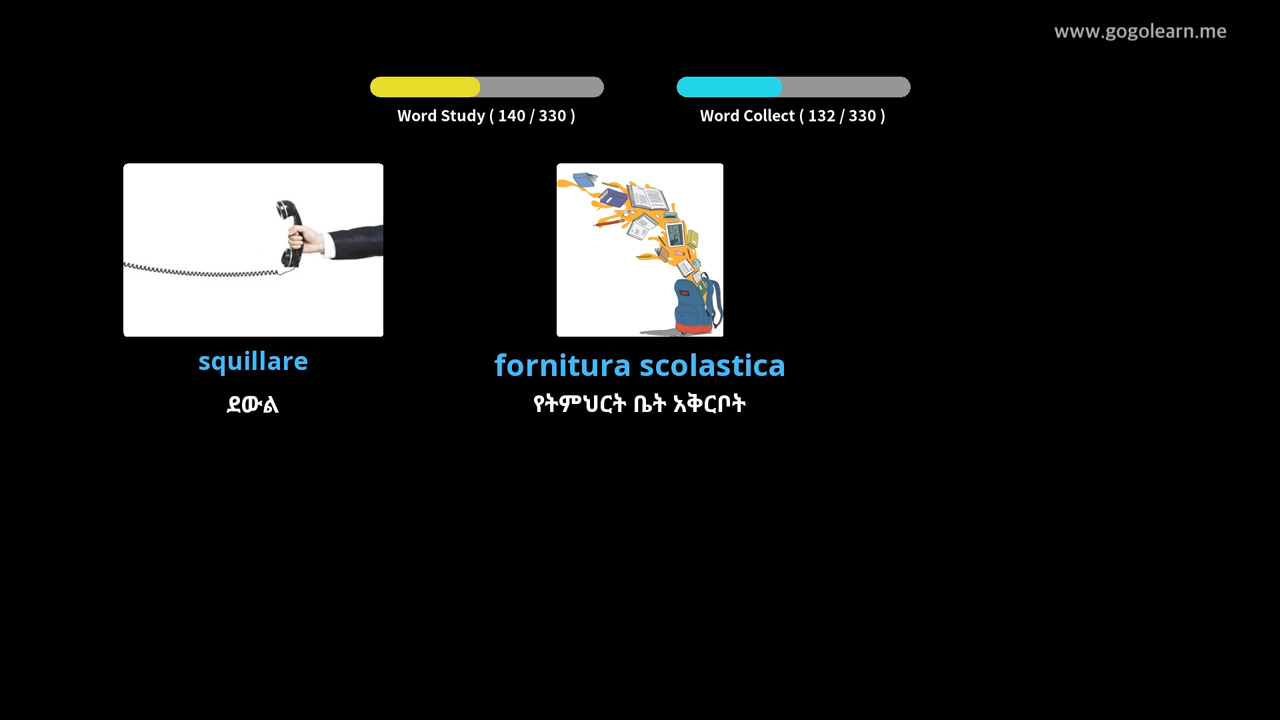 www.gogolearn.me
Word Study ( 140 / 330 )
Word Collect ( 132 / 330 )
squillare
ደውል
fornitura scolastica
የትምህርት ቤት አቅርቦት